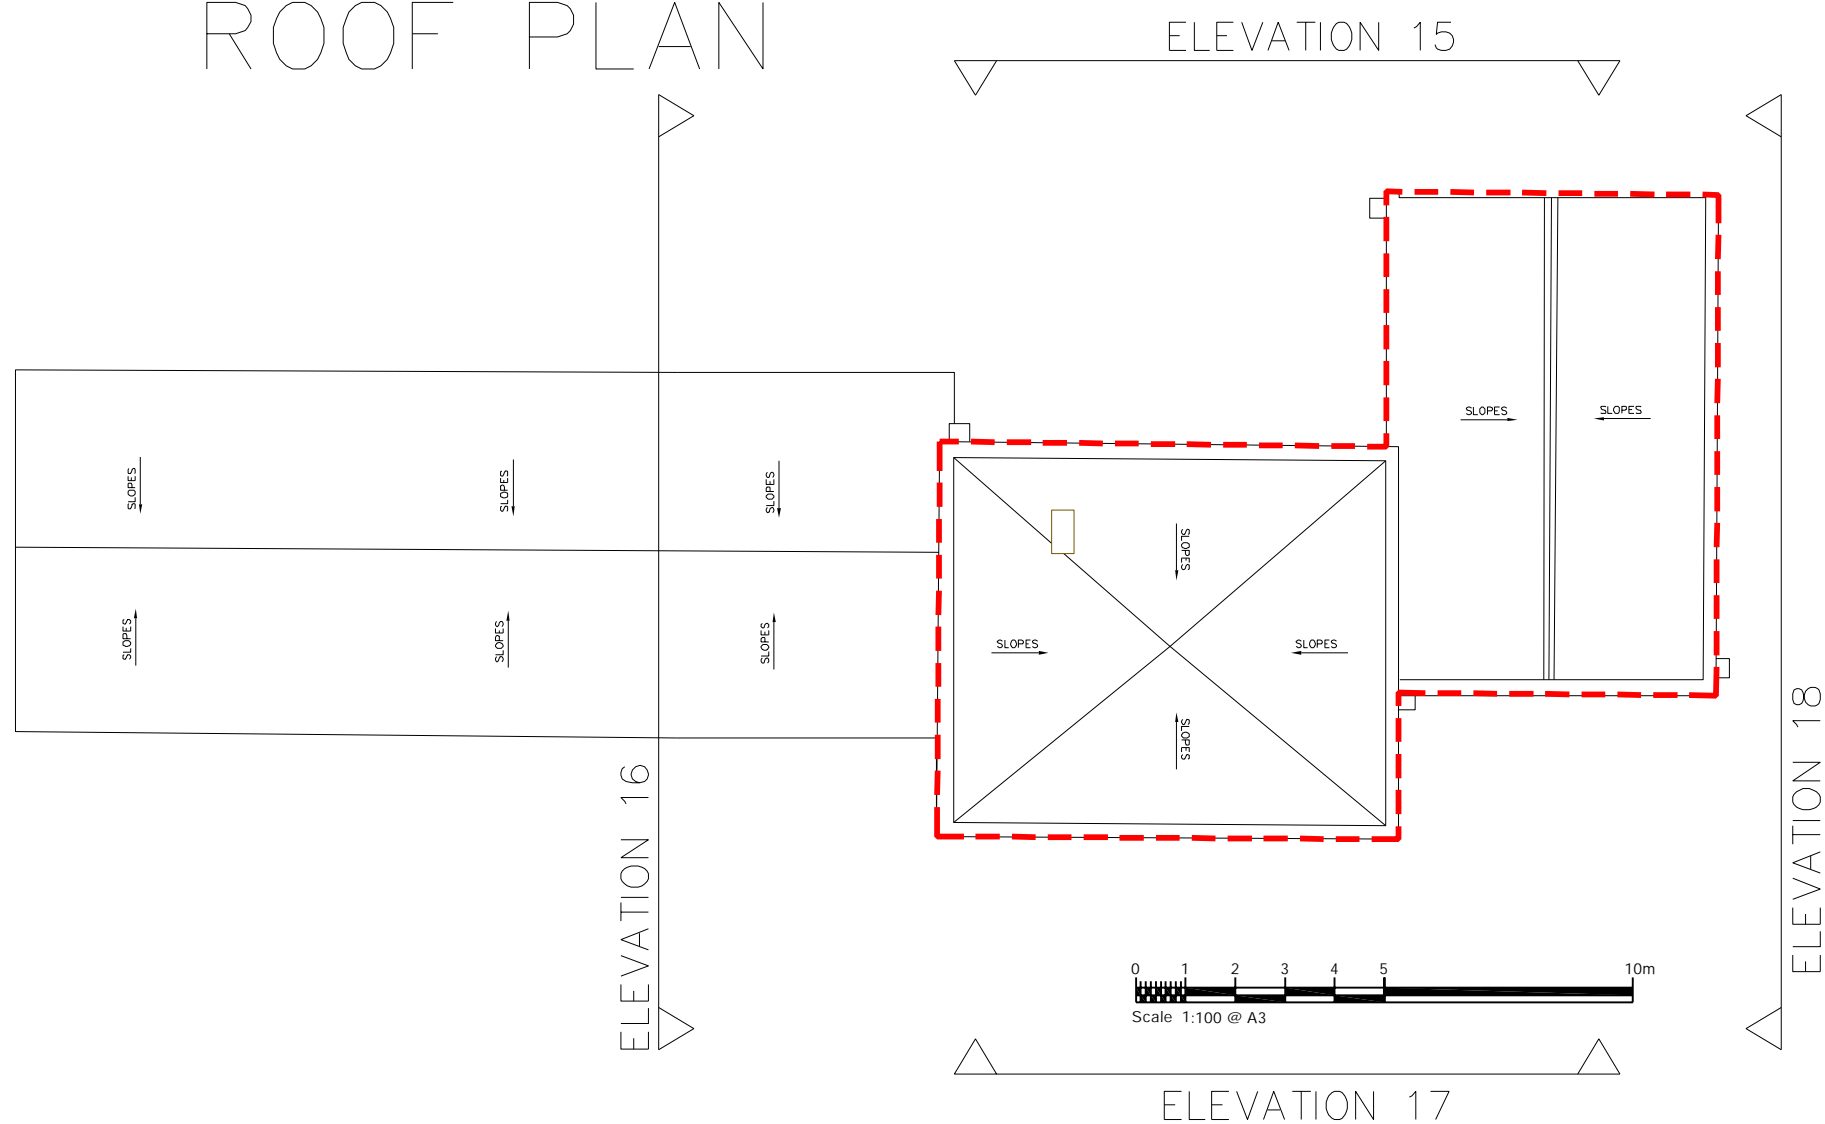 ROOF PLAN
ELEVATION 15
SLOPES
SLOPES
SLOPES
SLOPES
SLOPES
SLOPES
SLOPES
SLOPES
SLOPES
SLOPES
SLOPES
SLOPES
ELEVATION 16
ELEVATION 18
0 1 2 3 4 5 10m
Scale 1:100 @ A3
ELEVATION 17